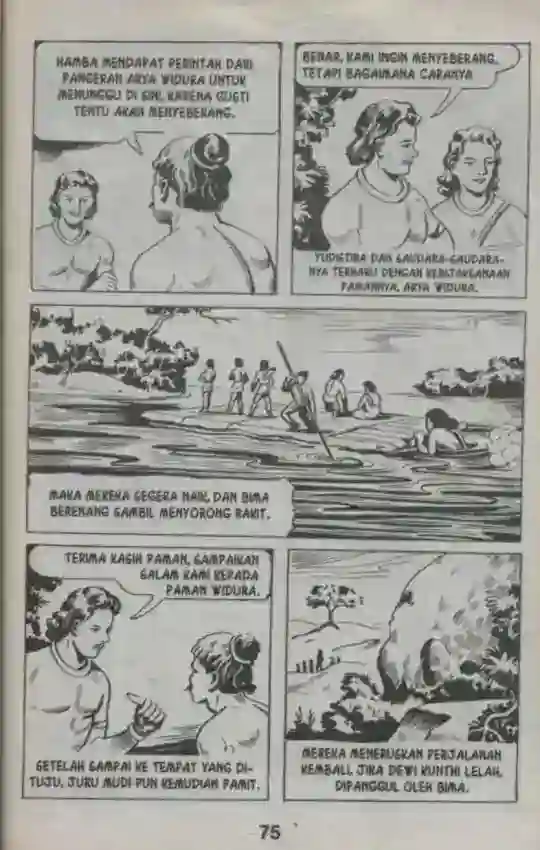 HAMBA MENDAPAT PERINTAH DARI
PANGERAN ARYA WIDURA UNTUK
MENUNGGU DI SINI, KARENA GUSTI
TENTU AKAN MENYEBERANG.
BENAR, KAMI INGIN MENYEBERANG.
TETAPI BAGAIMANA CARANYA
YUDISTIRA DAN SAUDARA-SAUDARA-
NYA TERHARU DENGAN KEBIJAKSANAAN
PAMANNYA, ARYA WIDURA.
MAKA MEREKA SEGERA NAIK, DAN BIMA
BERENANG SAMBIL MENYORONG RAKIT.
TERIMA KASIH PAMAN, SAMPAIKAN
SALAM KAMI KEPADA
PAMAN WIDURA.
SETELAH SAMPAI KE TEMPAT YANG DI-
TUJU, JURU MUDI PUN KEMUDIAN PAMIT.
MEREKA MENERUSKAN PERJALANAN
KEMBALI, JIKA DEWI KUNTHI LELAH,
DIPANGGUL OLEH BIMA.
75